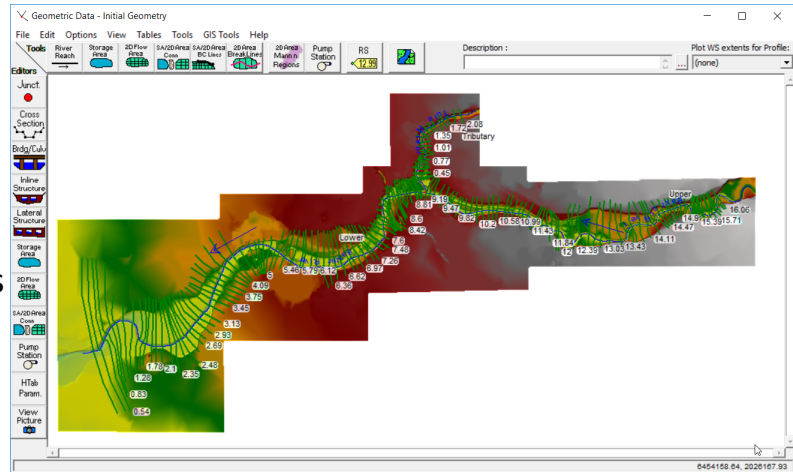 Geometric Data - Initial Geometry
File Edit Options View Tables Tools GIS Tools Help
Tools
Editors
River Reach
Storage Area
2D Flow Area
SA/2D Area Conn
SA/2D Area BC Lines
2D Area BreakLines
2D Area Mann n Regions
Pump Station
RS
12.99
Description :
...
Plot WS extents for Profile:
(none)
Junct.
Cross Section
Brdg/Culv
Inline Structure
Lateral Structure
Storage Area
2D Flow Area
SA/2D Area Conn
Pump Station
HTab Param.
View Picture
S
2.08
1.72
1.35
Tributary
1.01
0.77
0.45
Upper
9.19
8.81
9.47
16.06
8.6
9.82
10.2
10.58
10.99
14.9
15.39
15.71
8.42
11.43
14.47
Lower
7.6
11.84
13.43
14.11
7.48
12
12.39
13.03
7.26
5
5.46
5.79
6.12
6.97
4.09
6.62
3.75
6.36
3.45
3.13
2.93
2.69
1.78
2.1
2.48
1.28
2.35
0.83
0.54
6454158.64, 2026167.93